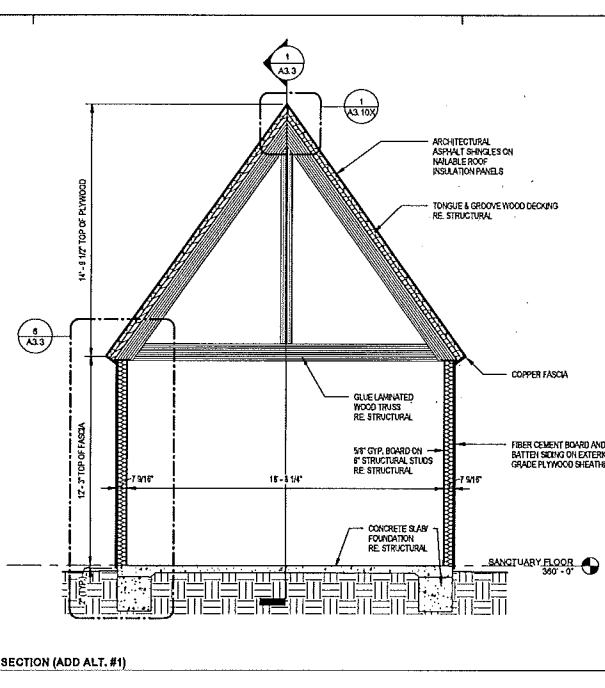 1
A3.3
1
A3.10X
ARCHITECTURAL
ASPHALT SHINGLES ON
NAILABLE ROOF
INSULATION PANELS
TONGUE & GROOVE WOOD DECKING
RE. STRUCTURAL
14'- 9 1/2" TOP OF PLYWOOD
6
A3.3
COPPER FASCIA
GLUE LAMINATED
WOOD TRUSS
RE. STRUCTURAL
5/8" GYP. BOARD ON
6" STRUCTURAL STUDS
RE. STRUCTURAL
FIBER CEMENT BOARD AND
BATTEN SIDING ON EXTERI
GRADE PLYWOOD SHEATHI
12'- 3" TOP OF FASCIA
7 9/16"
7 9/16"
CONCRETE SLAB/
FOUNDATION
RE. STRUCTURAL
SANCTUARY FLOOR
360' - 0"
(TYP.)
SECTION (ADD ALT. #1)